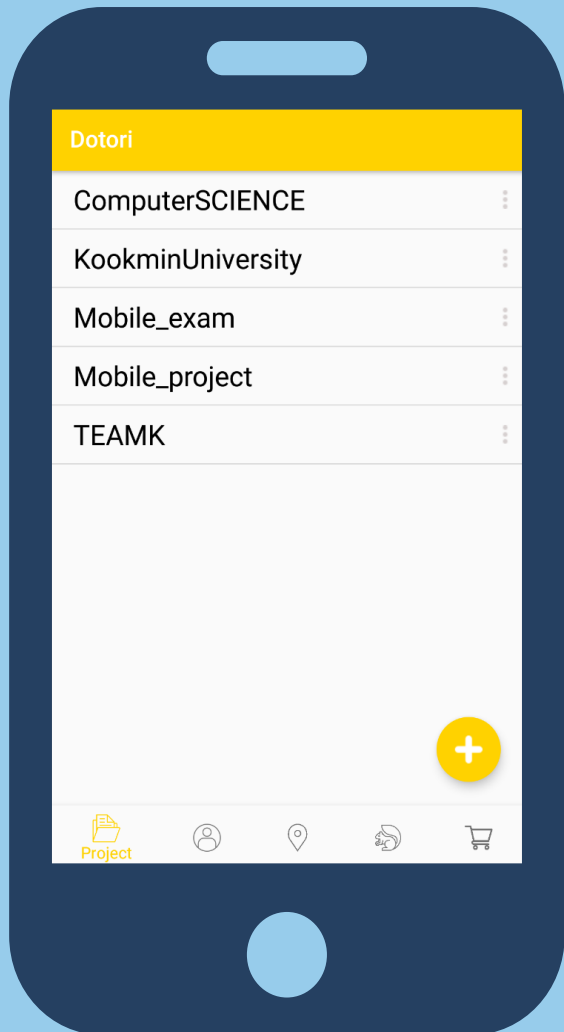 Dotori
ComputerSCIENCE
KookminUniversity
Mobile_exam
Mobile_project
TEAMK
Project